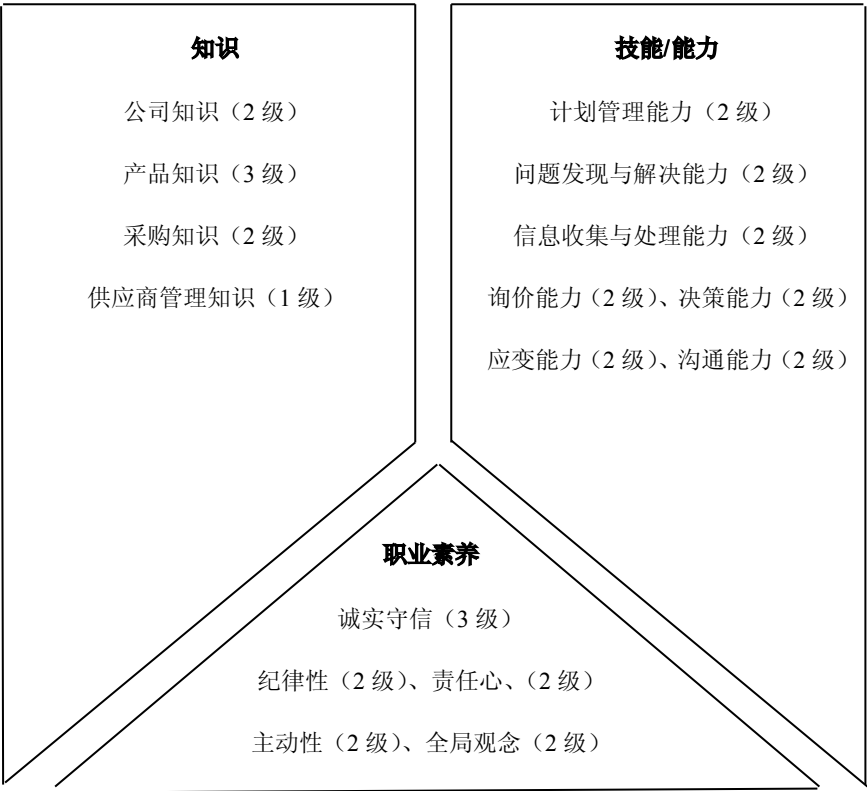 知识
公司知识（2 级）
产品知识（3 级）
采购知识（2 级）
供应商管理知识（1 级）
技能/能力
计划管理能力（2 级）
问题发现与解决能力（2 级）
信息收集与处理能力（2 级）
询价能力（2 级）、决策能力（2 级）
应变能力（2 级）、沟通能力（2 级）
职业素养
诚实守信（3 级）
纪律性（2 级）、责任心、（2 级）
主动性（2 级）、全局观念（2 级）